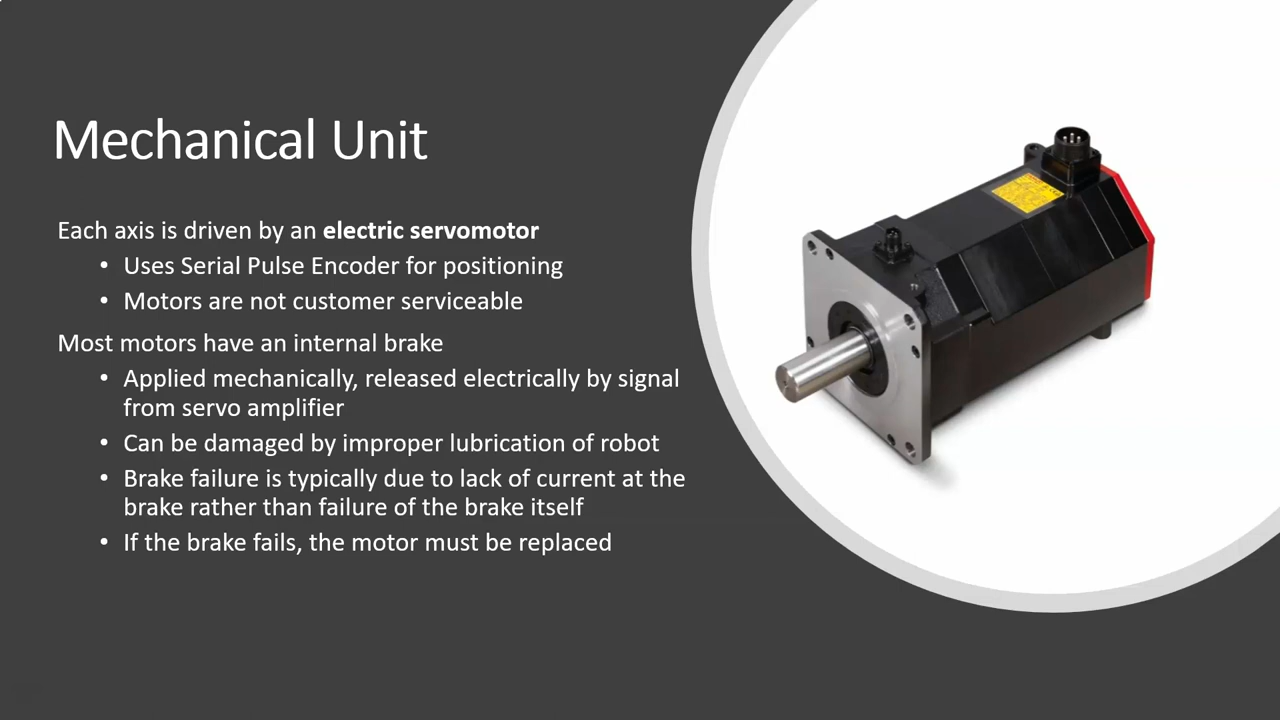 Mechanical Unit
Each axis is driven by an electric servomotor
• Uses Serial Pulse Encoder for positioning
• Motors are not customer serviceable
Most motors have an internal brake
• Applied mechanically, released electrically by signal
from servo amplifier
• Can be damaged by improper lubrication of robot
• Brake failure is typically due to lack of current at the
brake rather than failure of the brake itself
• If the brake fails, the motor must be replaced